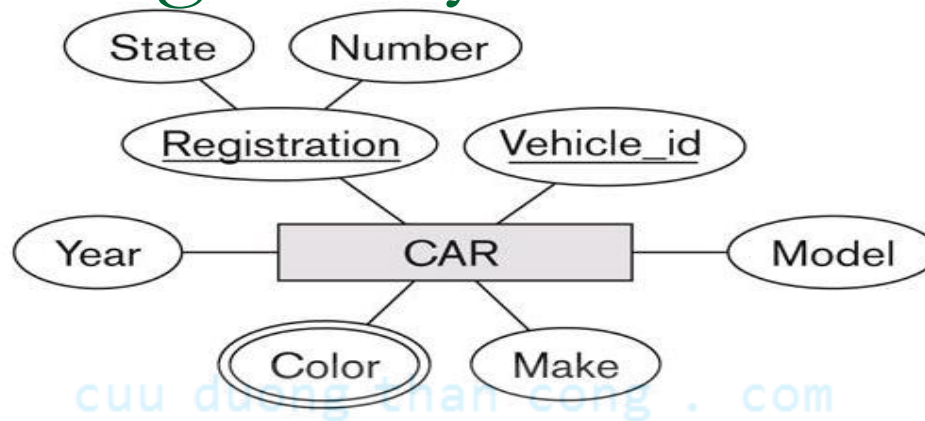 State Number
Registration Vehicle_id
Year CAR Model
Color Make
cuu duong than cong . com